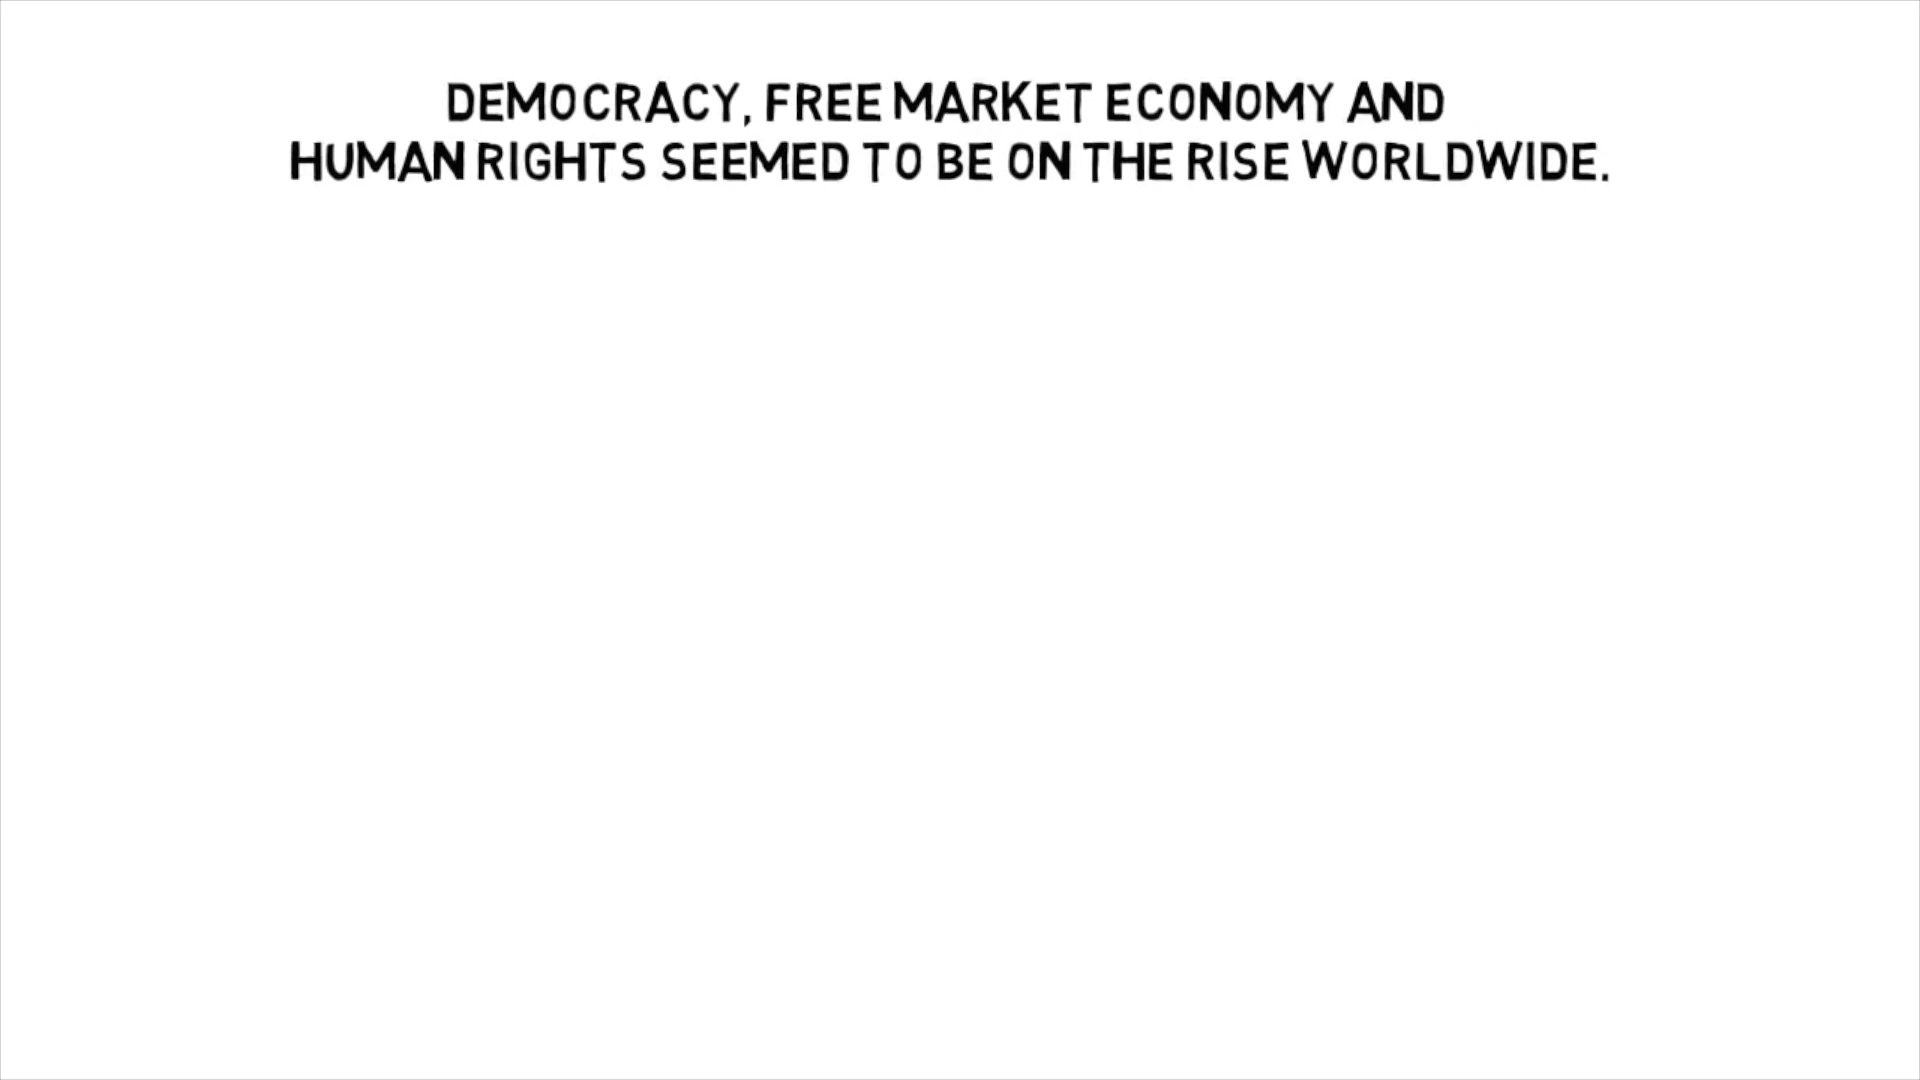 DEMOCRACY, FREE MARKET ECONOMY AND
HUMAN RIGHTS SEEMED TO BE ON THE RISE WORLDWIDE.